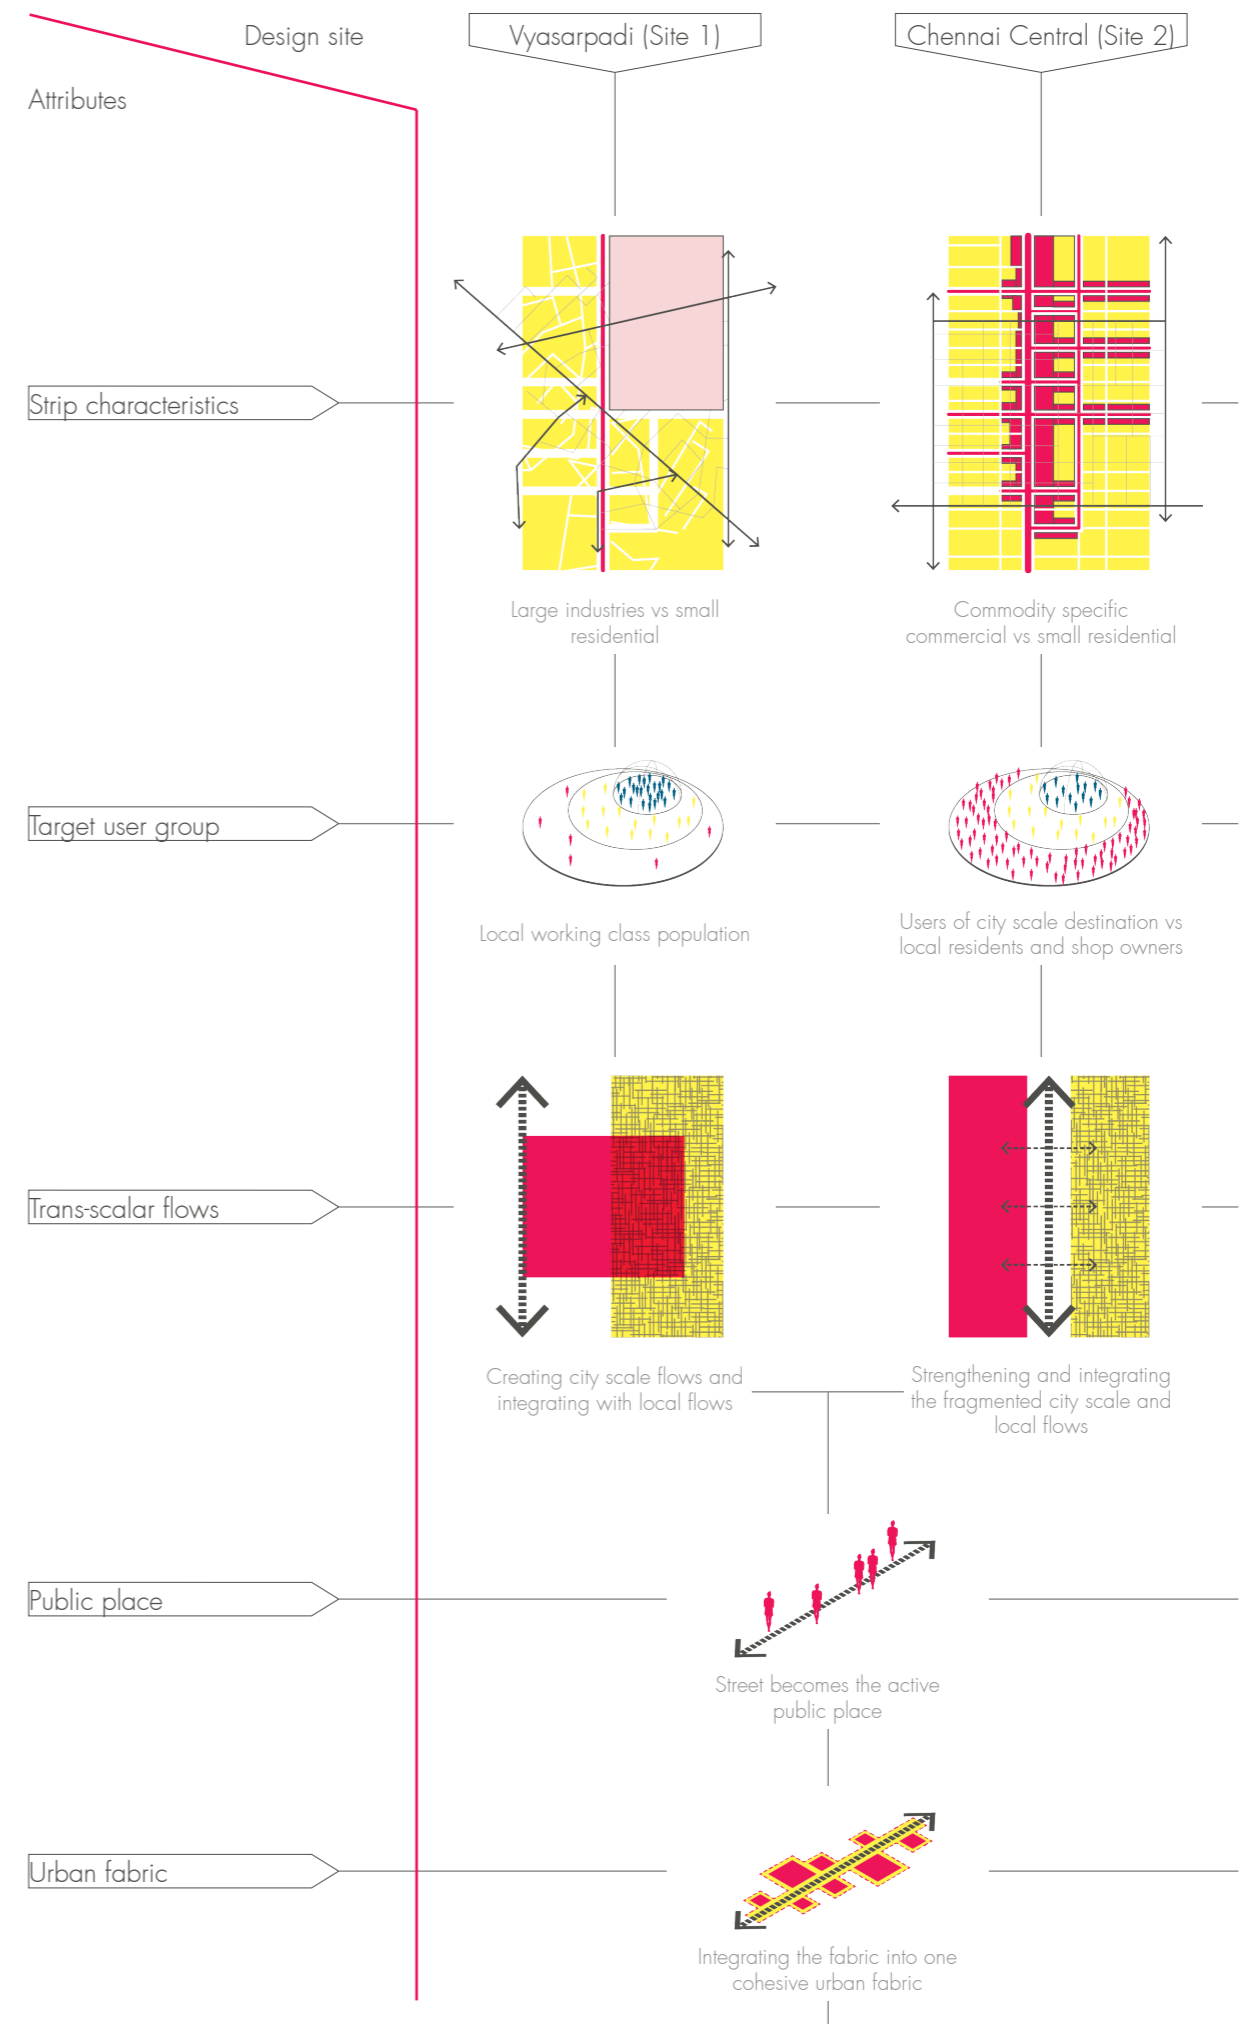 Design site
Vyasarpadi (Site 1)
Chennai Central (Site 2)
Attributes
Strip characteristics
Large industries vs small
residential
Commodity specific
commercial vs small residential
Target user group
Local working class population
Users of city scale destination vs
local residents and shop owners
Trans-scalar flows
Creating city scale flows and
integrating with local flows
Strengthening and integrating
the fragmented city scale and
local flows
Public place
Street becomes the active
public place
Urban fabric
Integrating the fabric into one
cohesive urban fabric